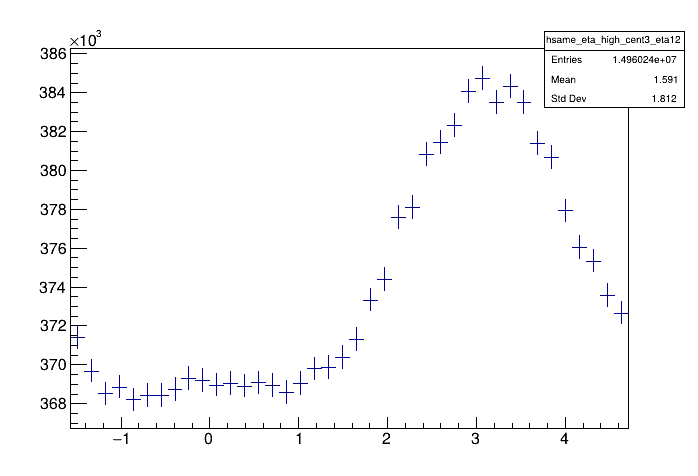 ×10³
hsame_eta_high_cent3_eta12
Entries 1.496024e+07
Mean 1.591
Std Dev 1.812
386
384
382
380
378
376
374
372
370
368
−1 0 1 2 3 4